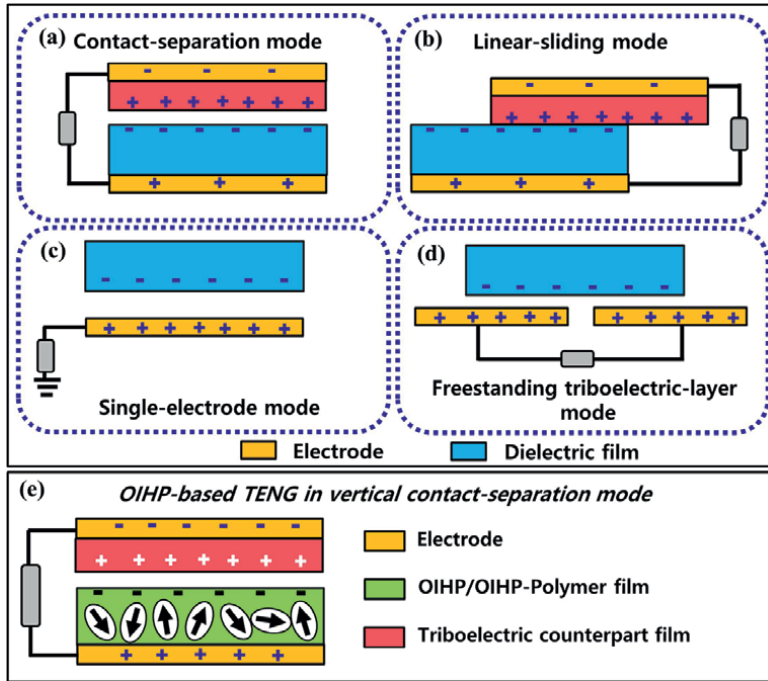 (a)
Contact-separation mode
(b)
Linear-sliding mode
(c)
Single-electrode mode
(d)
Freestanding triboelectric-layer
mode
Electrode
Dielectric film
(e)
OIHP-based TENG in vertical contact-separation mode
Electrode
OIHP/OIHP-Polymer film
Triboelectric counterpart film